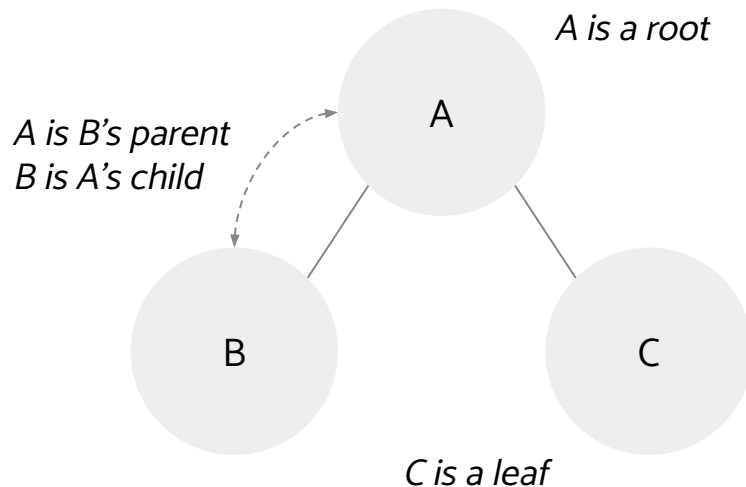 A is a root
A
A is B’s parent
B is A’s child
B
C
C is a leaf